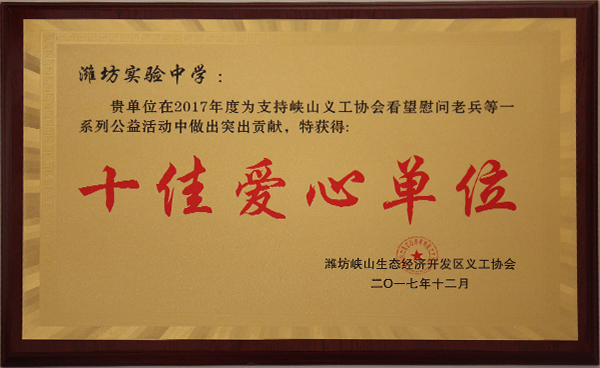 潍坊实验中学：
贵单位在2017年度为支持峡山义工协会看望慰问老兵等一
系列公益活动中做出突出贡献，特获得：
十佳爱心单位
潍坊峡山生态经济开发区义工协会
二〇一七年十二月